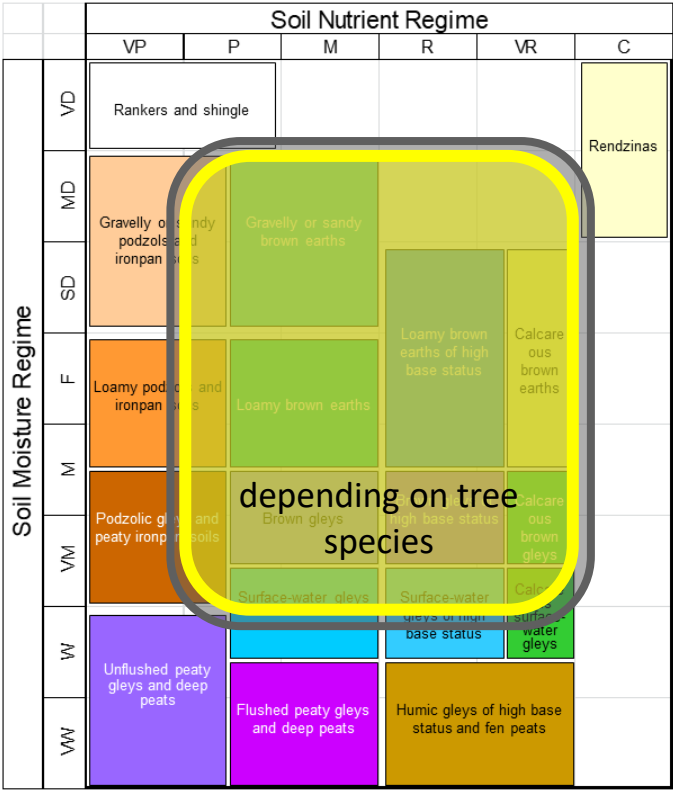 Soil Nutrient Regime
VP P M R VR C
Soil Moisture Regime
VD
MD
SD
F
M
VM
W
VW
Rankers and shingle
Rendzinas
Gravelly or sandy
podzols and
ironpan soils
Gravelly or sandy
brown earths
Loamy brown
earths of high
base status
Calcare
ous
brown
earths
Loamy podzols and
ironpan soils
Loamy brown earths
depending on tree
species
Podzolic gleys and
peaty ironpan soils
Brown gleys
high base status
Calcare
ous
brown
gleys
Surface-water gleys
Surface-water
gleys of high
base status
surface-
water
gleys
Unflushed peaty
gleys and deep
peats
Flushed peaty gleys
and deep peats
Humic gleys of high base
status and fen peats